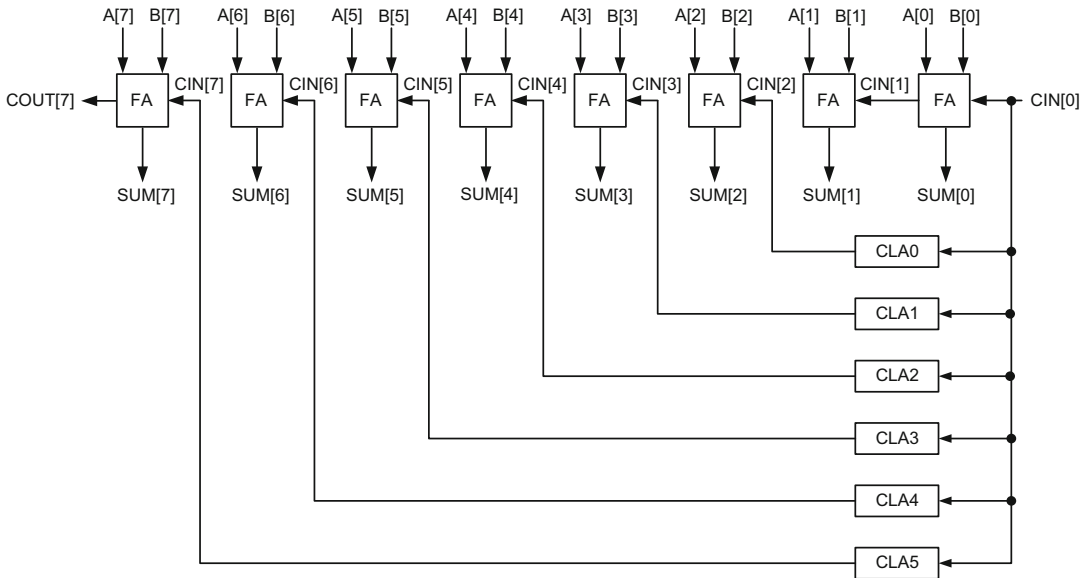 A[7] B[7] A[6] B[6] A[5] B[5] A[4] B[4] A[3] B[3] A[2] B[2] A[1] B[1] A[0] B[0]
CIN[7] CIN[6] CIN[5] CIN[4] CIN[3] CIN[2] CIN[1]
COUT[7] FA FA FA FA FA FA FA FA CIN[0]
SUM[7] SUM[6] SUM[5] SUM[4] SUM[3] SUM[2] SUM[1] SUM[0]
CLA0
CLA1
CLA2
CLA3
CLA4
CLA5